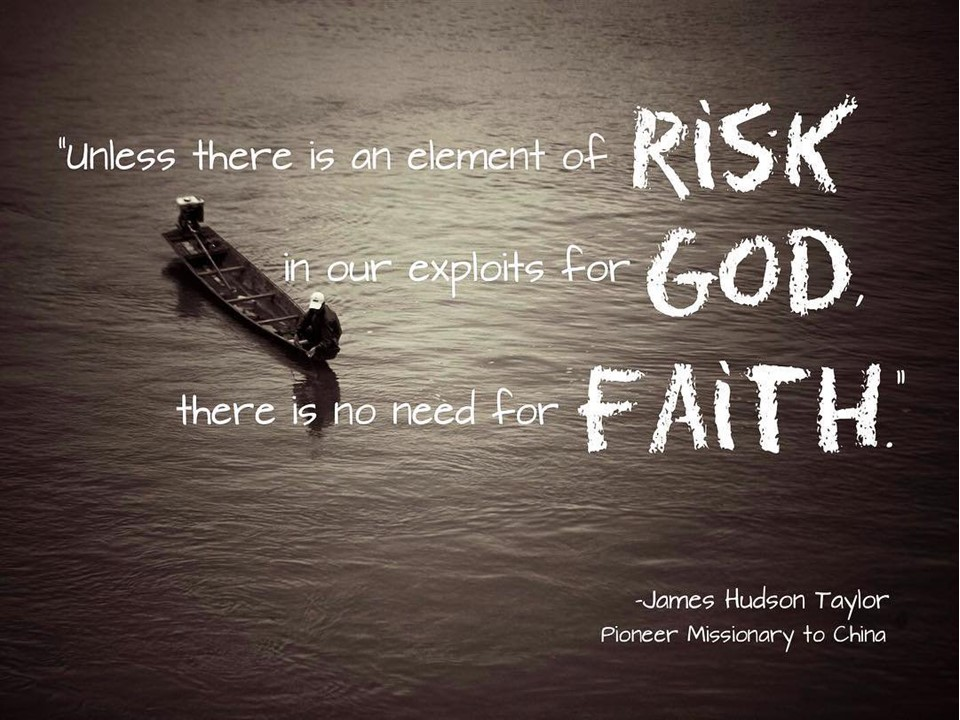 "Unless there is an element of RiSK
in our exploits for GOD,
there is no need for FAiTH."
-James Hudson Taylor
Pioneer Missionary to China